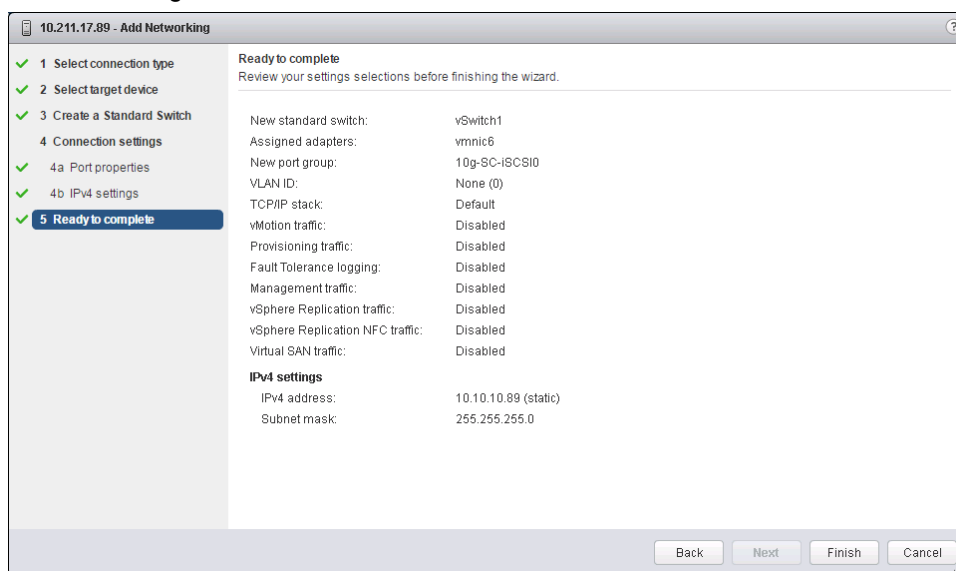 10.211.17.89 - Add Networking
?
1 Select connection type
2 Select target device
3 Create a Standard Switch
4 Connection settings
4a Port properties
4b IPv4 settings
5 Ready to complete
Ready to complete
Review your settings selections before finishing the wizard.
New standard switch: vSwitch1
Assigned adapters: vmnic6
New port group: 10g-SC-iSCSI0
VLAN ID: None (0)
TCP/IP stack: Default
vMotion traffic: Disabled
Provisioning traffic: Disabled
Fault Tolerance logging: Disabled
Management traffic: Disabled
vSphere Replication traffic: Disabled
vSphere Replication NFC traffic: Disabled
Virtual SAN traffic: Disabled
IPv4 settings
IPv4 address: 10.10.10.89 (static)
Subnet mask: 255.255.255.0
Back Next Finish Cancel